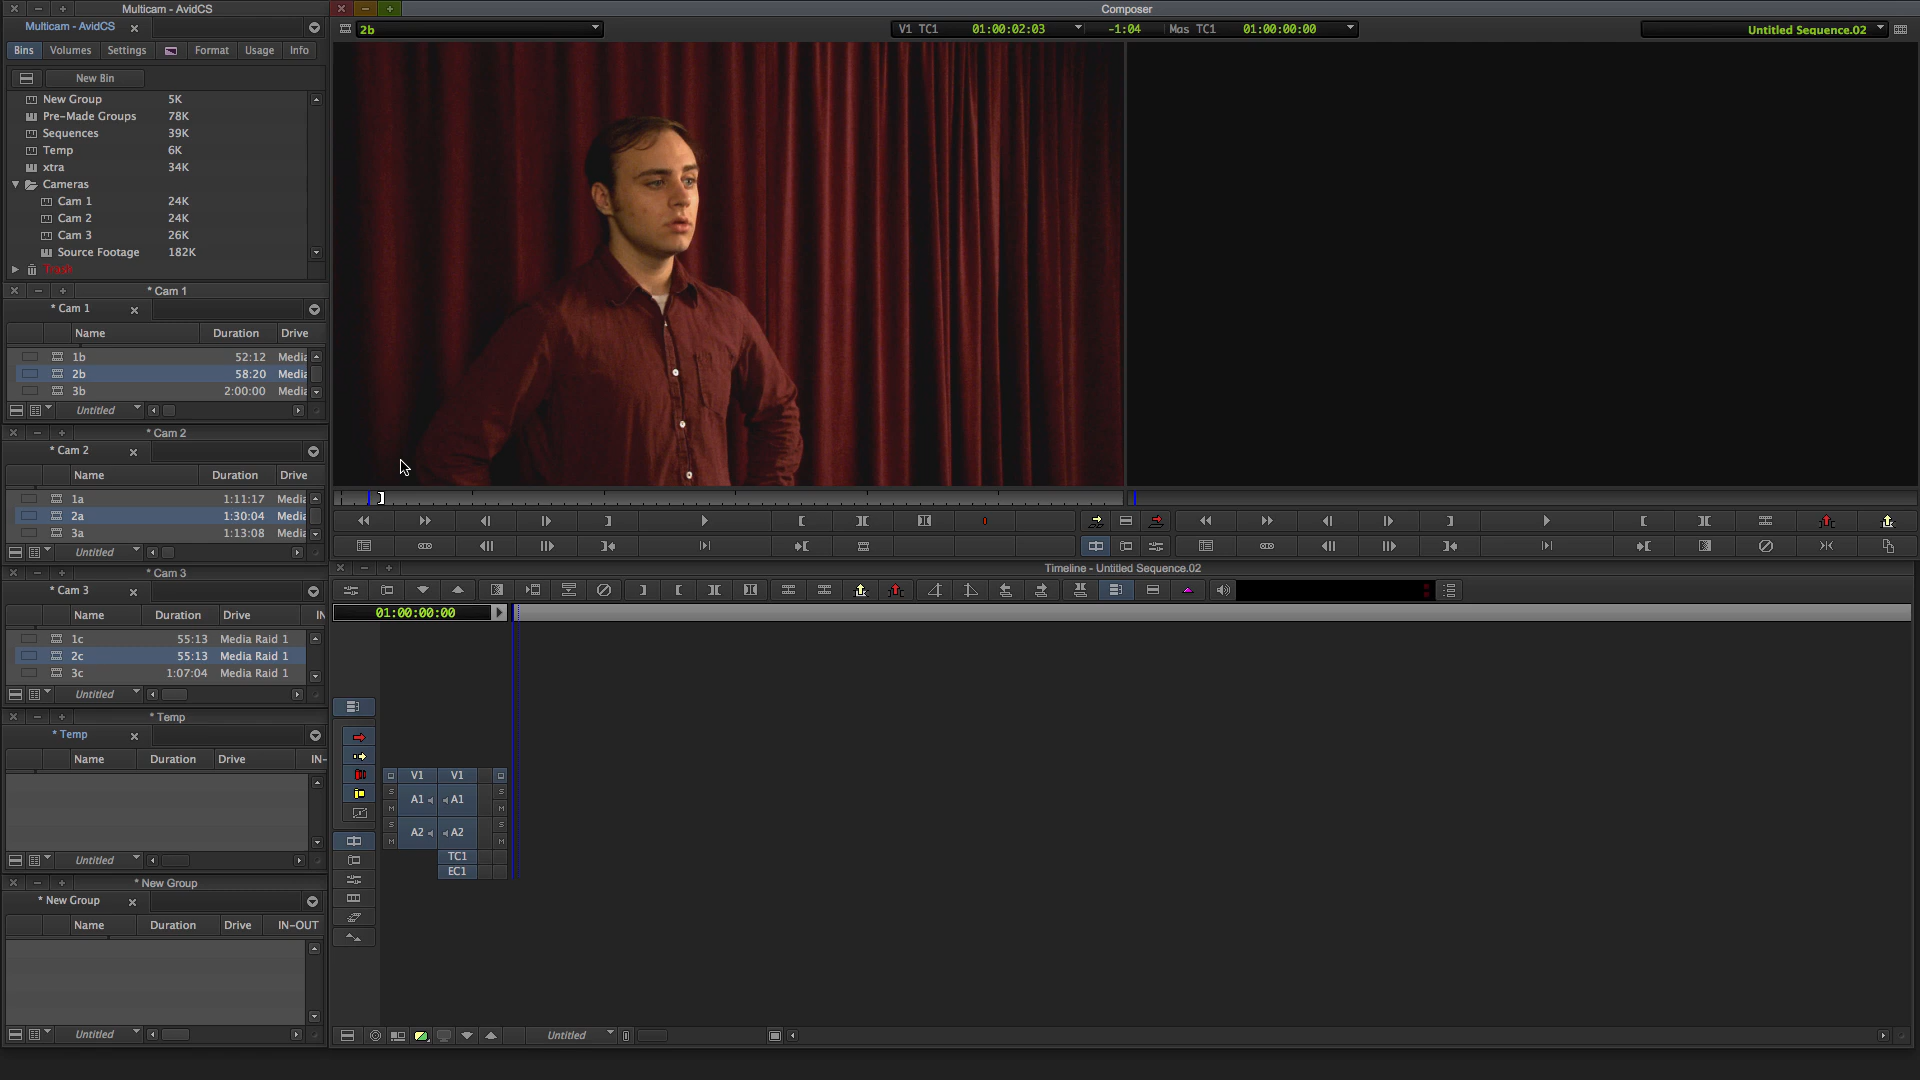 Multicam - AvidCS
Composer
Multicam - AvidCS
2b
V1 TC1 01:00:02:03 -1:04 Mas TC1 01:00:00:00
Untitled Sequence.02
Bins Volumes Settings Format Usage Info
New Bin
New Group 5K
Pre-Made Groups 78K
Sequences 39K
Temp 6K
xtra 34K
Cameras
Cam 1 24K
Cam 2 24K
Cam 3 26K
Source Footage 182K
Trash
* Cam 1
* Cam 1
Name Duration Drive
1b 52:12 Media
2b 58:20 Media
3b 2:00:00 Media
Untitled
* Cam 2
* Cam 2
Name Duration Drive
1a 1:11:17 Media
2a 1:30:04 Media
3a 1:13:08 Media
Untitled
* Cam 3
* Cam 3
Name Duration Drive IN
1c 55:13 Media Raid 1
2c 55:13 Media Raid 1
3c 1:07:04 Media Raid 1
Untitled
* Temp
* Temp
Name Duration Drive IN-
Untitled
* New Group
* New Group
Name Duration Drive IN-OUT
Untitled
Timeline - Untitled Sequence.02
01:00:00:00
V1 V1
S A1 A1 S
M M
S A2 A2 S
M M
TC1
EC1
Untitled